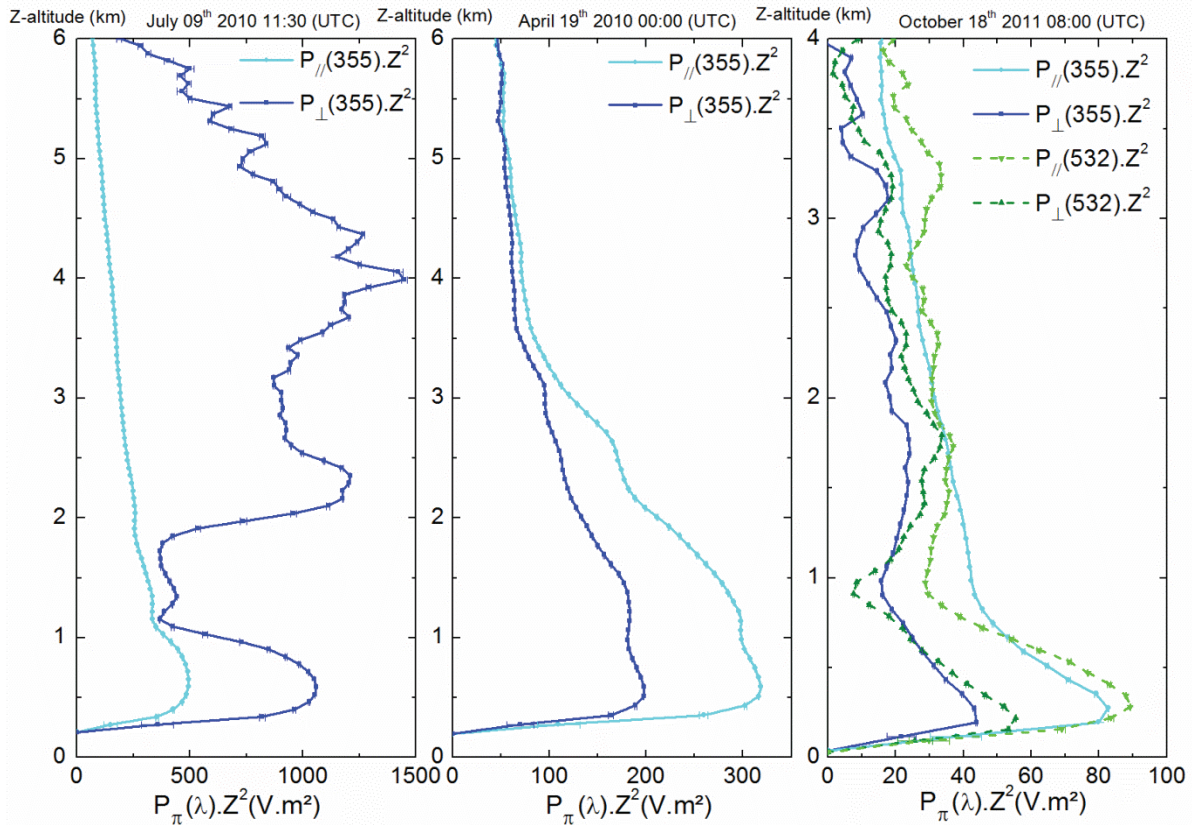 Z-altitude (km) July 09th 2010 11:30 (UTC)
6
5
4
3
2
1
0
0 500 1000 1500
P//(355).Z²
P⊥(355).Z²
Pπ(λ).Z²(V.m²)
Z-altitude (km) April 19th 2010 00:00 (UTC)
6
5
4
3
2
1
0
0 100 200 300
P//(355).Z²
P⊥(355).Z²
Pπ(λ).Z²(V.m²)
Z-altitude (km) October 18th 2011 08:00 (UTC)
4
3
2
1
0
0 20 40 60 80 100
P//(355).Z²
P⊥(355).Z²
P//(532).Z²
P⊥(532).Z²
Pπ(λ).Z²(V.m²)